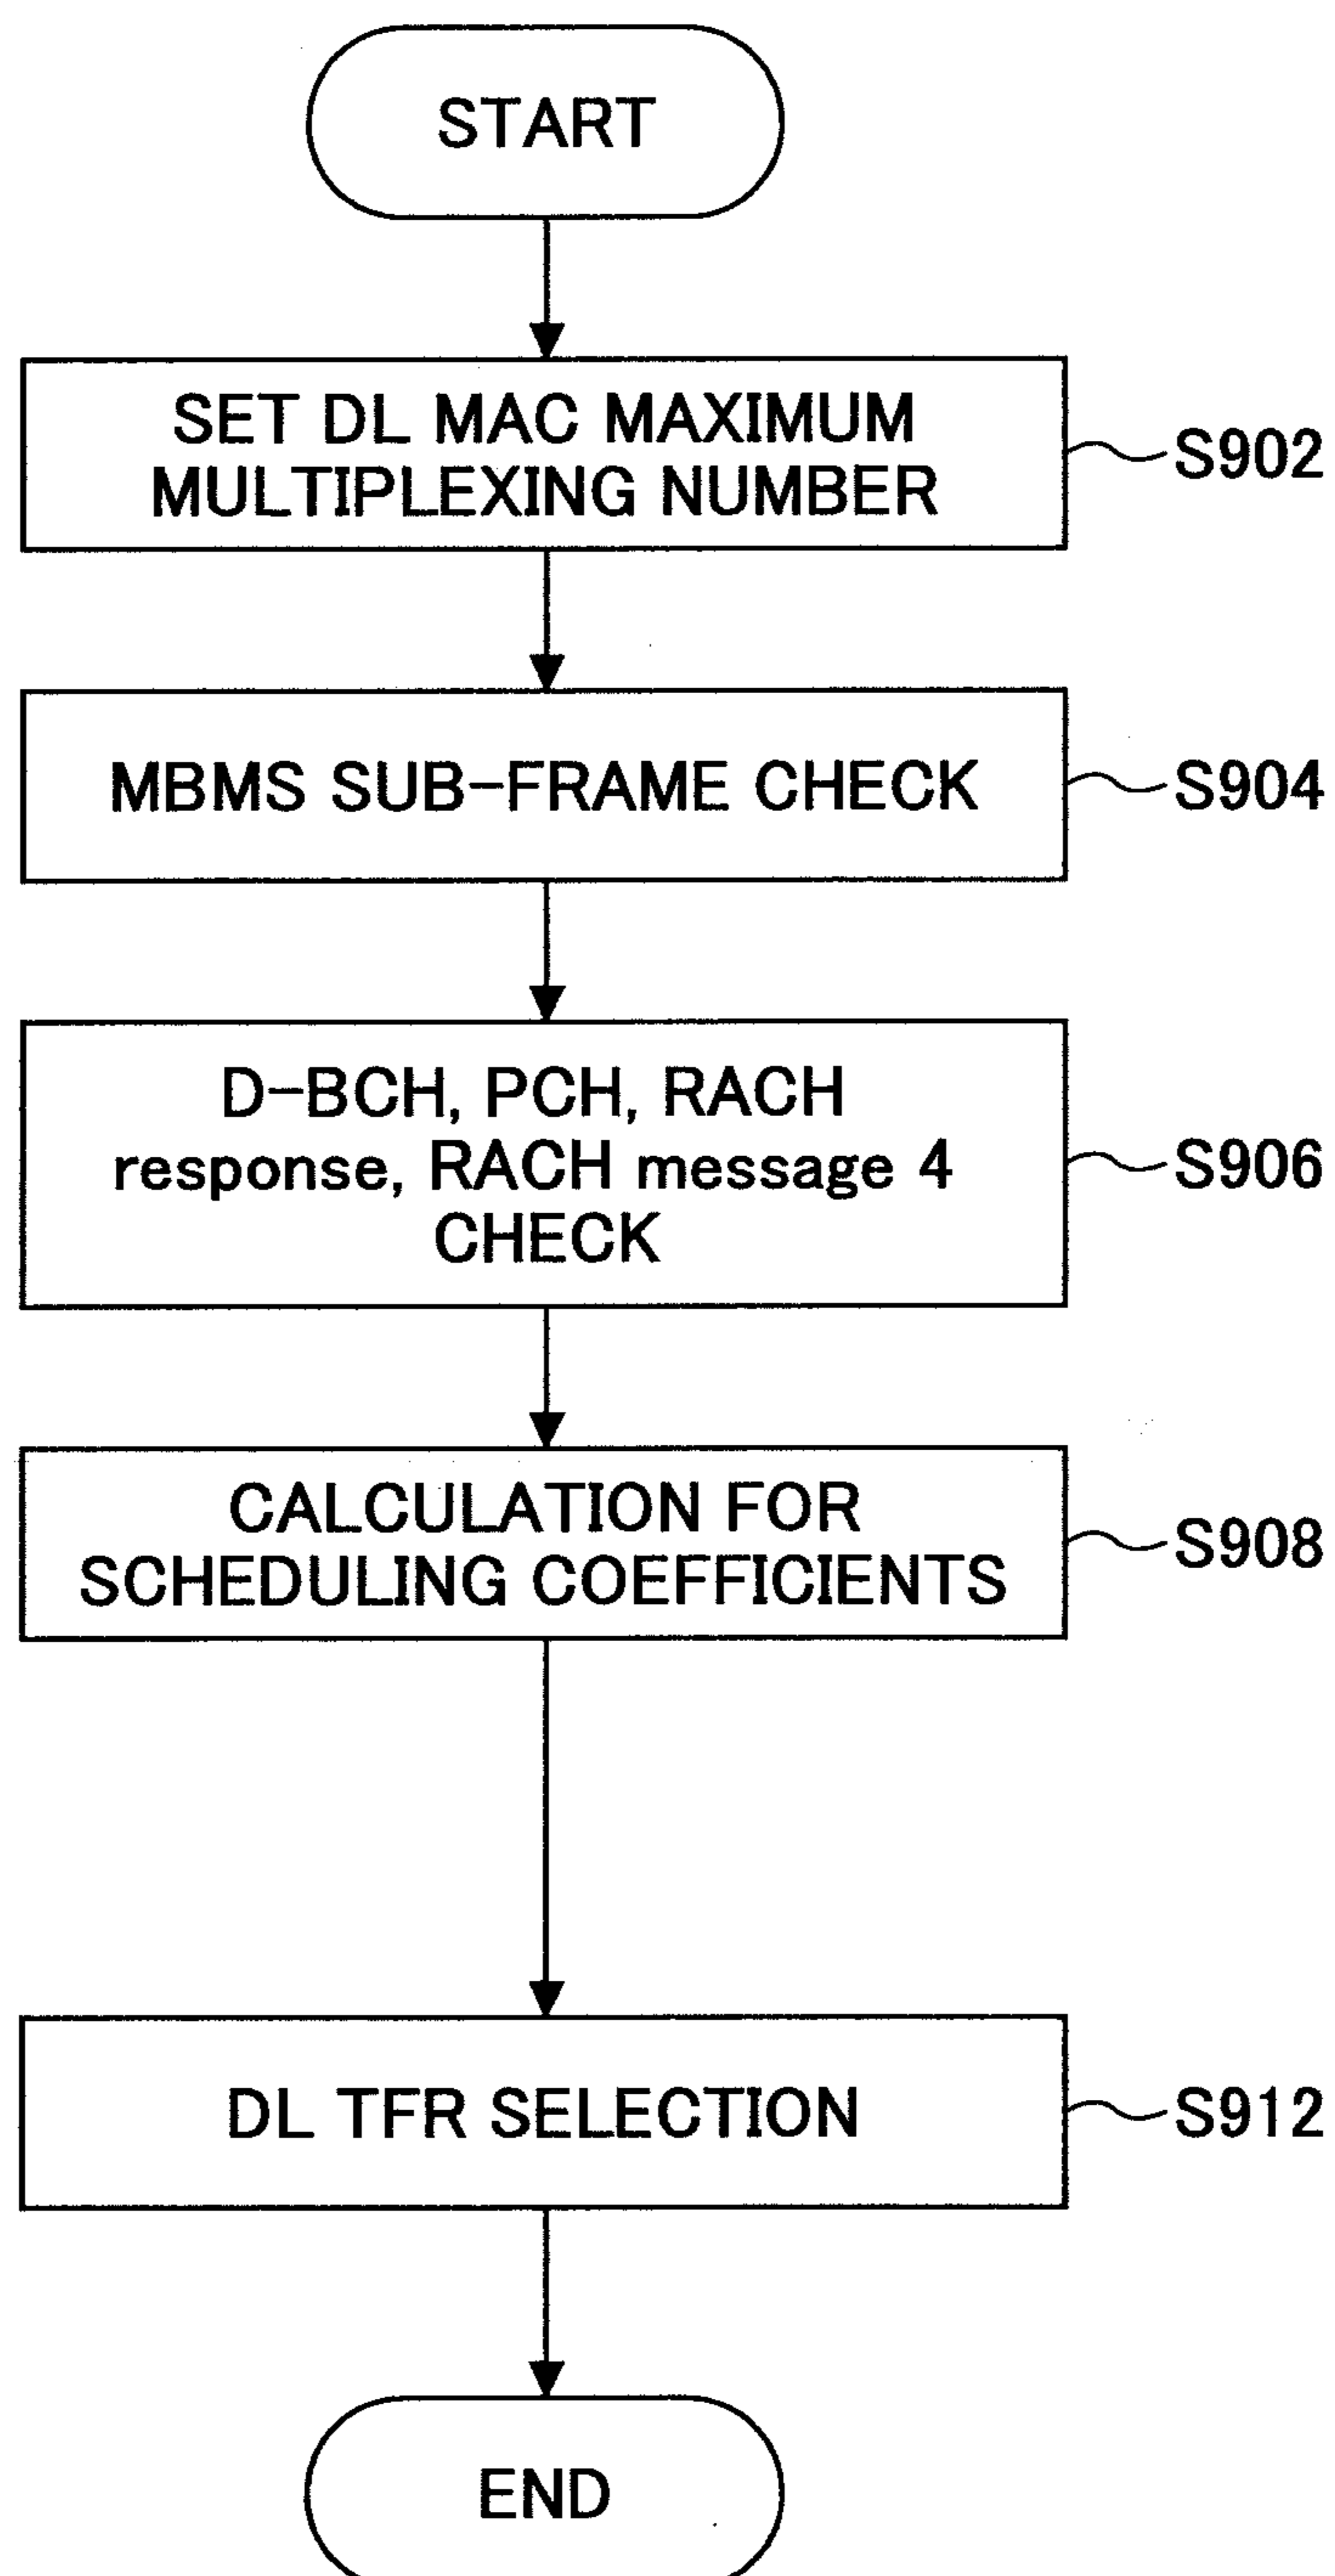 START
SET DL MAC MAXIMUM
MULTIPLEXING NUMBER
S902
MBMS SUB-FRAME CHECK
S904
D-BCH, PCH, RACH
response, RACH message 4
CHECK
S906
CALCULATION FOR
SCHEDULING COEFFICIENTS
S908
DL TFR SELECTION
S912
END